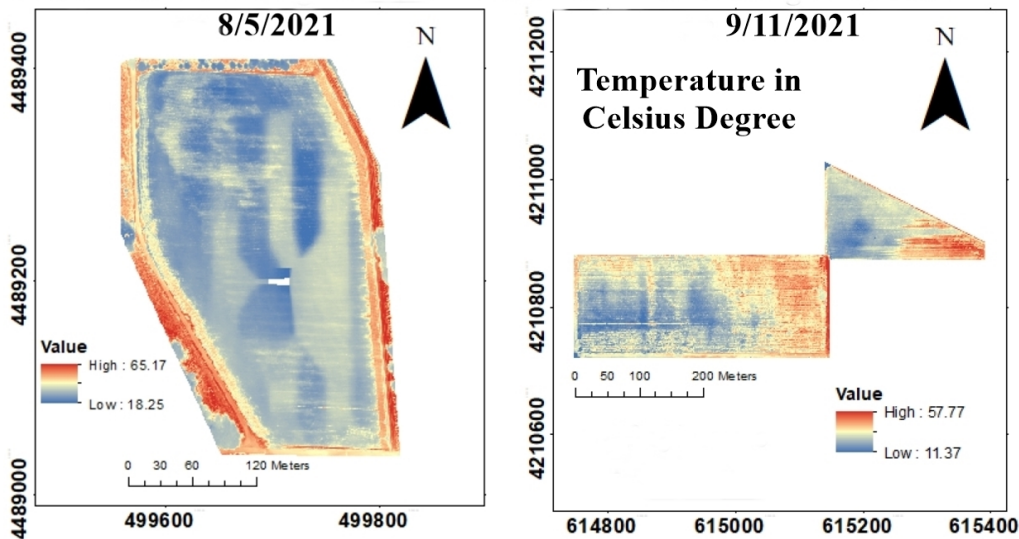 8/5/2021
N
4489400
4489200
4489000
Value
High : 65.17
Low : 18.25
0 30 60 120 Meters
499600 499800
9/11/2021
N
Temperature in
Celsius Degree
4211200
4211000
4210800
4210600
0 50 100 200 Meters
Value
High : 57.77
Low : 11.37
614800 615000 615200 615400